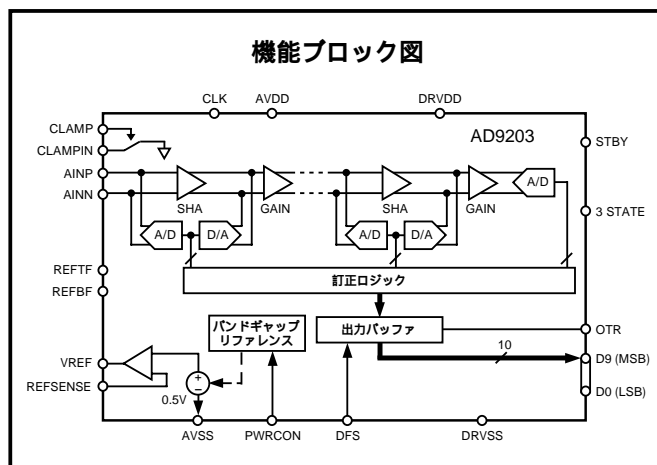 機能ブロック図
CLK
AVDD
DRVDD
CLAMP
CLAMPIN
AINP
AINN
AD9203
STBY
SHA
GAIN
SHA
GAIN
A/D
A/D
D/A
A/D
D/A
3 STATE
REFTF
REFBF
訂正ロジック
バンドギャップ
リファレンス
出力バッファ
OTR
VREF
REFSENSE
+
−
0.5V
10
D9 (MSB)
D0 (LSB)
AVSS
PWRCON
DFS
DRVSS